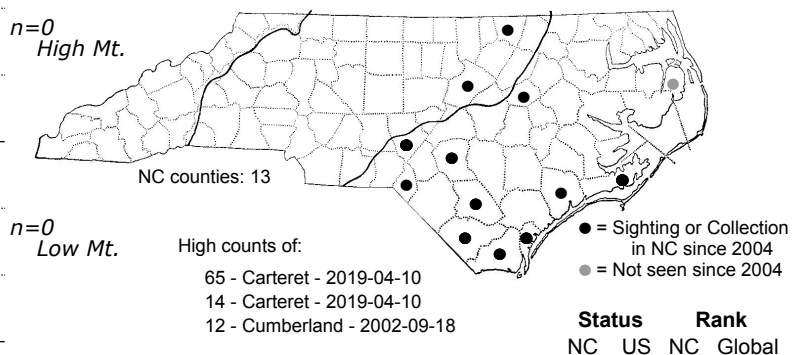 n=0
High Mt.
NC counties: 13
n=0
Low Mt.
High counts of:
65 - Carteret - 2019-04-10
14 - Carteret - 2019-04-10
12 - Cumberland - 2002-09-18
= Sighting or Collection
in NC since 2004
= Not seen since 2004
Status Rank
NC US NC Global